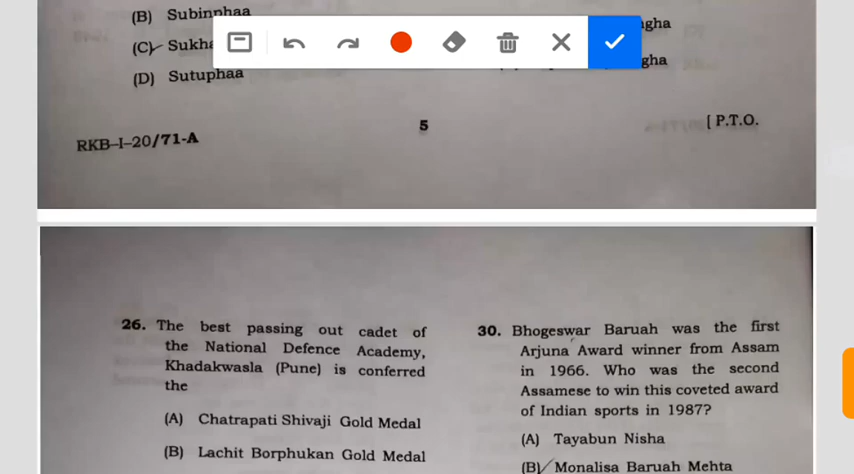 (B) Subinphaa
(C) Sukha
(D) Sutuphaa
gha
gha
RKB–I–20/71-A
5
[ P.T.O.
26. The best passing out cadet of
the National Defence Academy,
Khadakwasla (Pune) is conferred
the
(A) Chatrapati Shivaji Gold Medal
(B) Lachit Borphukan Gold Medal
30. Bhogeswar Baruah was the first
Arjuna Award winner from Assam
in 1966. Who was the second
Assamese to win this coveted award
of Indian sports in 1987?
(A) Tayabun Nisha
(B) Monalisa Baruah Mehta